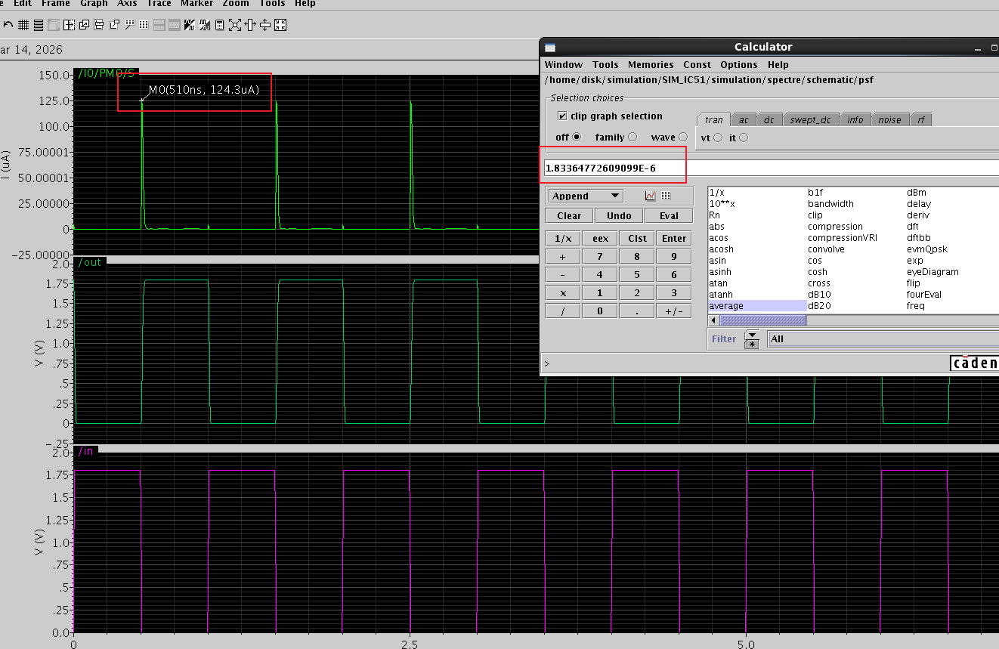 Edit Frame Graph Axis Trace Marker Zoom Tools Help
ar 14, 2026
/I0/PM0/S
M0(510ns, 124.3uA)
150.0
125.0
100.0
75.00001
50.00001
25.00000
0
-25.00000
I (uA)
/out
2.0
1.75
1.5
1.25
1.0
.75
.5
.25
0
-.25
V (V)
/in
2.0
1.75
1.5
1.25
1.0
.75
.5
.25
0.0
V (V)
0 2.5 5.0
Calculator
Window Tools Memories Const Options Help
/home/disk/simulation/SIM_IC51/simulation/spectre/schematic/psf
Selection choices
clip graph selection
off family wave
tran ac dc swept_dc info noise rf
vt it
1.83364772609099E-6
Append
Clear Undo Eval
1/x eex Clst Enter
+ 7 8 9
- 4 5 6
x 1 2 3
/ 0 . +/-
1/x b1f dBm
10**x bandwidth delay
Rn clip deriv
abs compression dft
acos compressionVRI dftbb
acosh convolve evmQpsk
asin cos exp
asinh cosh eyeDiagram
atan cross flip
atanh dB10 fourEval
average dB20 freq
Filter All
>
cāden